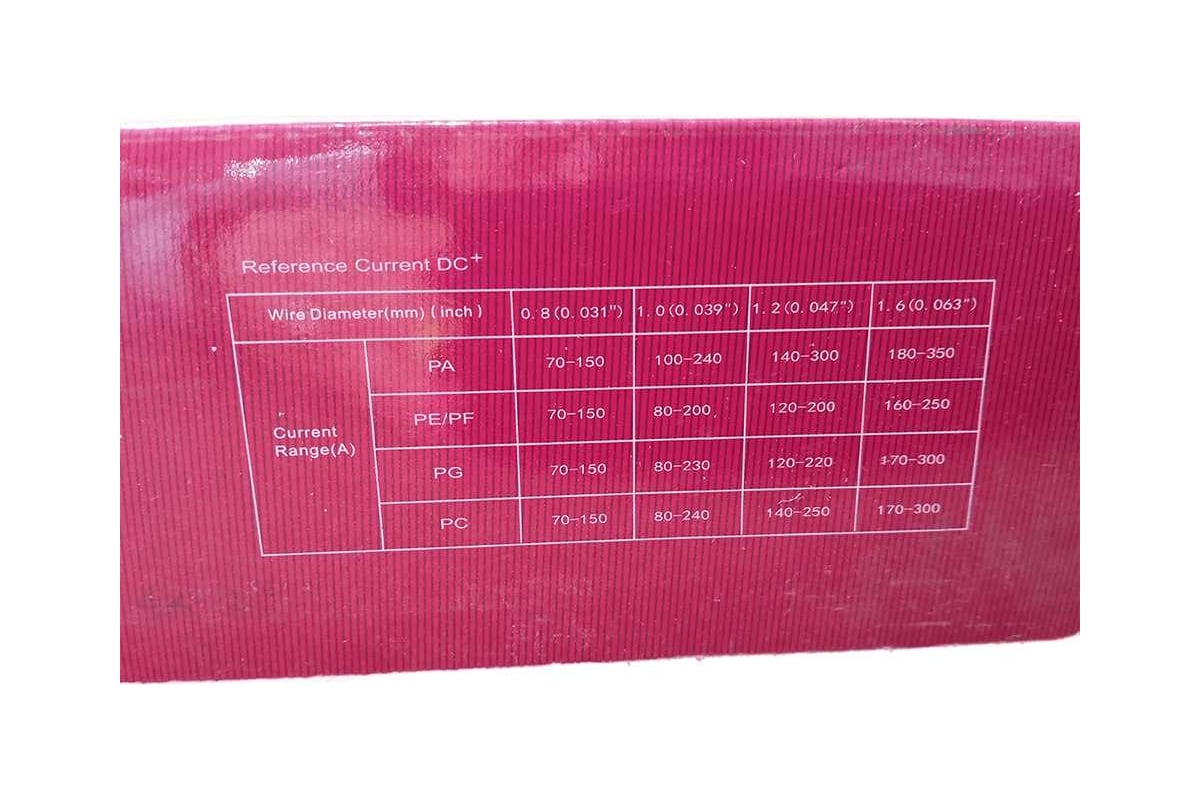 Reference Current DC+
Wire Diameter(mm) (inch) 0.8(0.031") 1.0(0.039") 1.2(0.047") 1.6(0.063")
Current Range(A)
PA 70-150 100-240 140-300 180-350
PE/PF 70-150 80-200 120-200 160-250
PG 70-150 80-230 120-220 170-300
PC 70-150 80-240 140-250 170-300